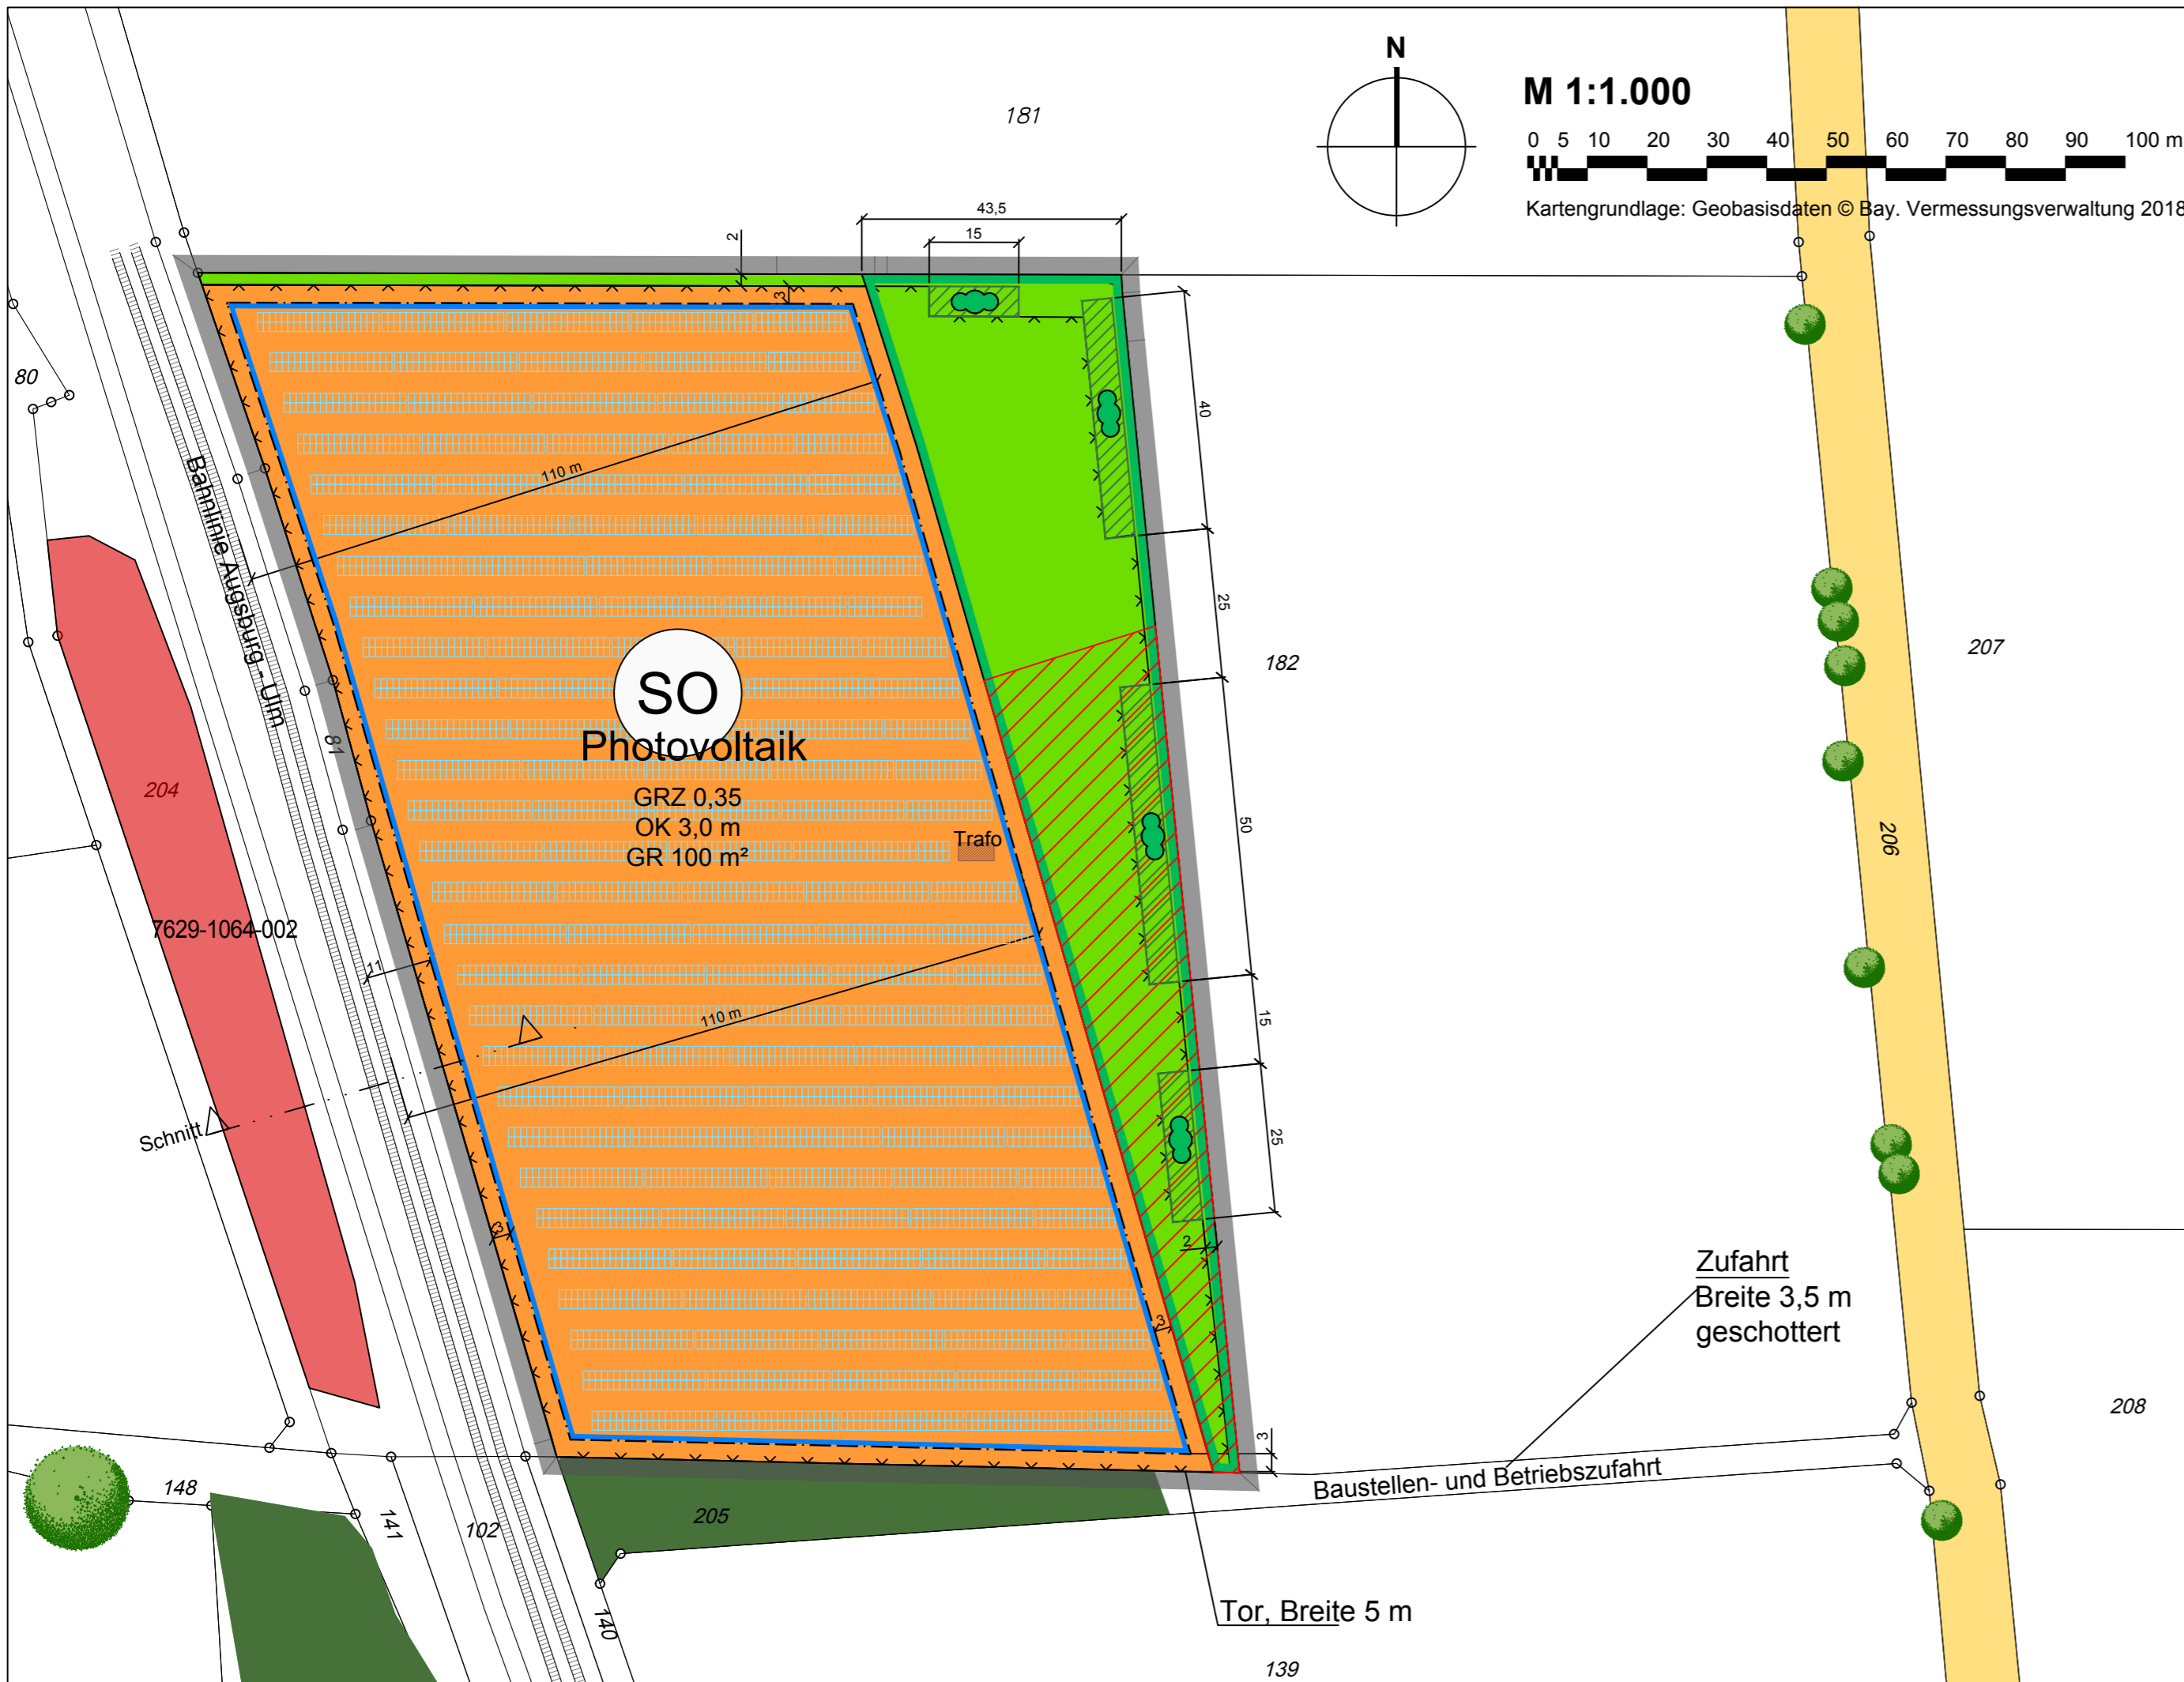 N
M 1:1.000
0 5 10 20 30 40 50 60 70 80 90 100 m
Kartengrundlage: Geobasisdaten © Bay. Vermessungsverwaltung 2018
181
43,5
15
2
3
80
40
110 m
25
Bahnlinie Augsburg - Ulm
182
207
SO
Photovoltaik
81
204
GRZ 0,35
OK 3,0 m
GR 100 m²
Trafo
50
206
7629-1064-002
11
110 m
15
Schnitt
25
3
2
Zufahrt
Breite 3,5 m
geschottert
3
208
3
Baustellen- und Betriebszufahrt
148
141
102
205
140
Tor, Breite 5 m
139